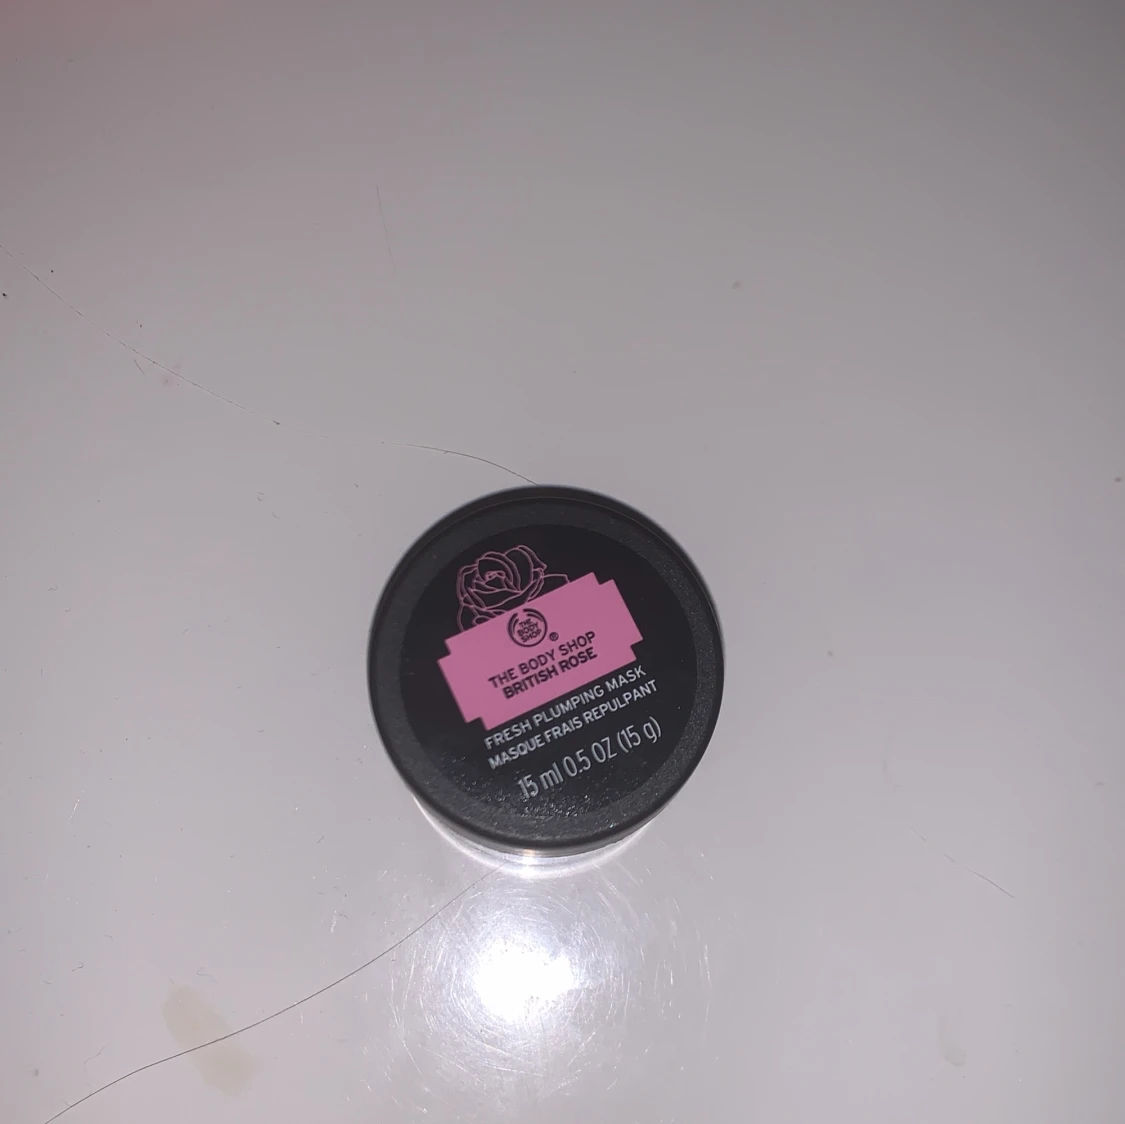 THE
BODY
SHOP
®
THE BODY SHOP
BRITISH ROSE
FRESH PLUMPING MASK
MASQUE FRAIS REPULPANT
15 ml 0.5 OZ (15 g)